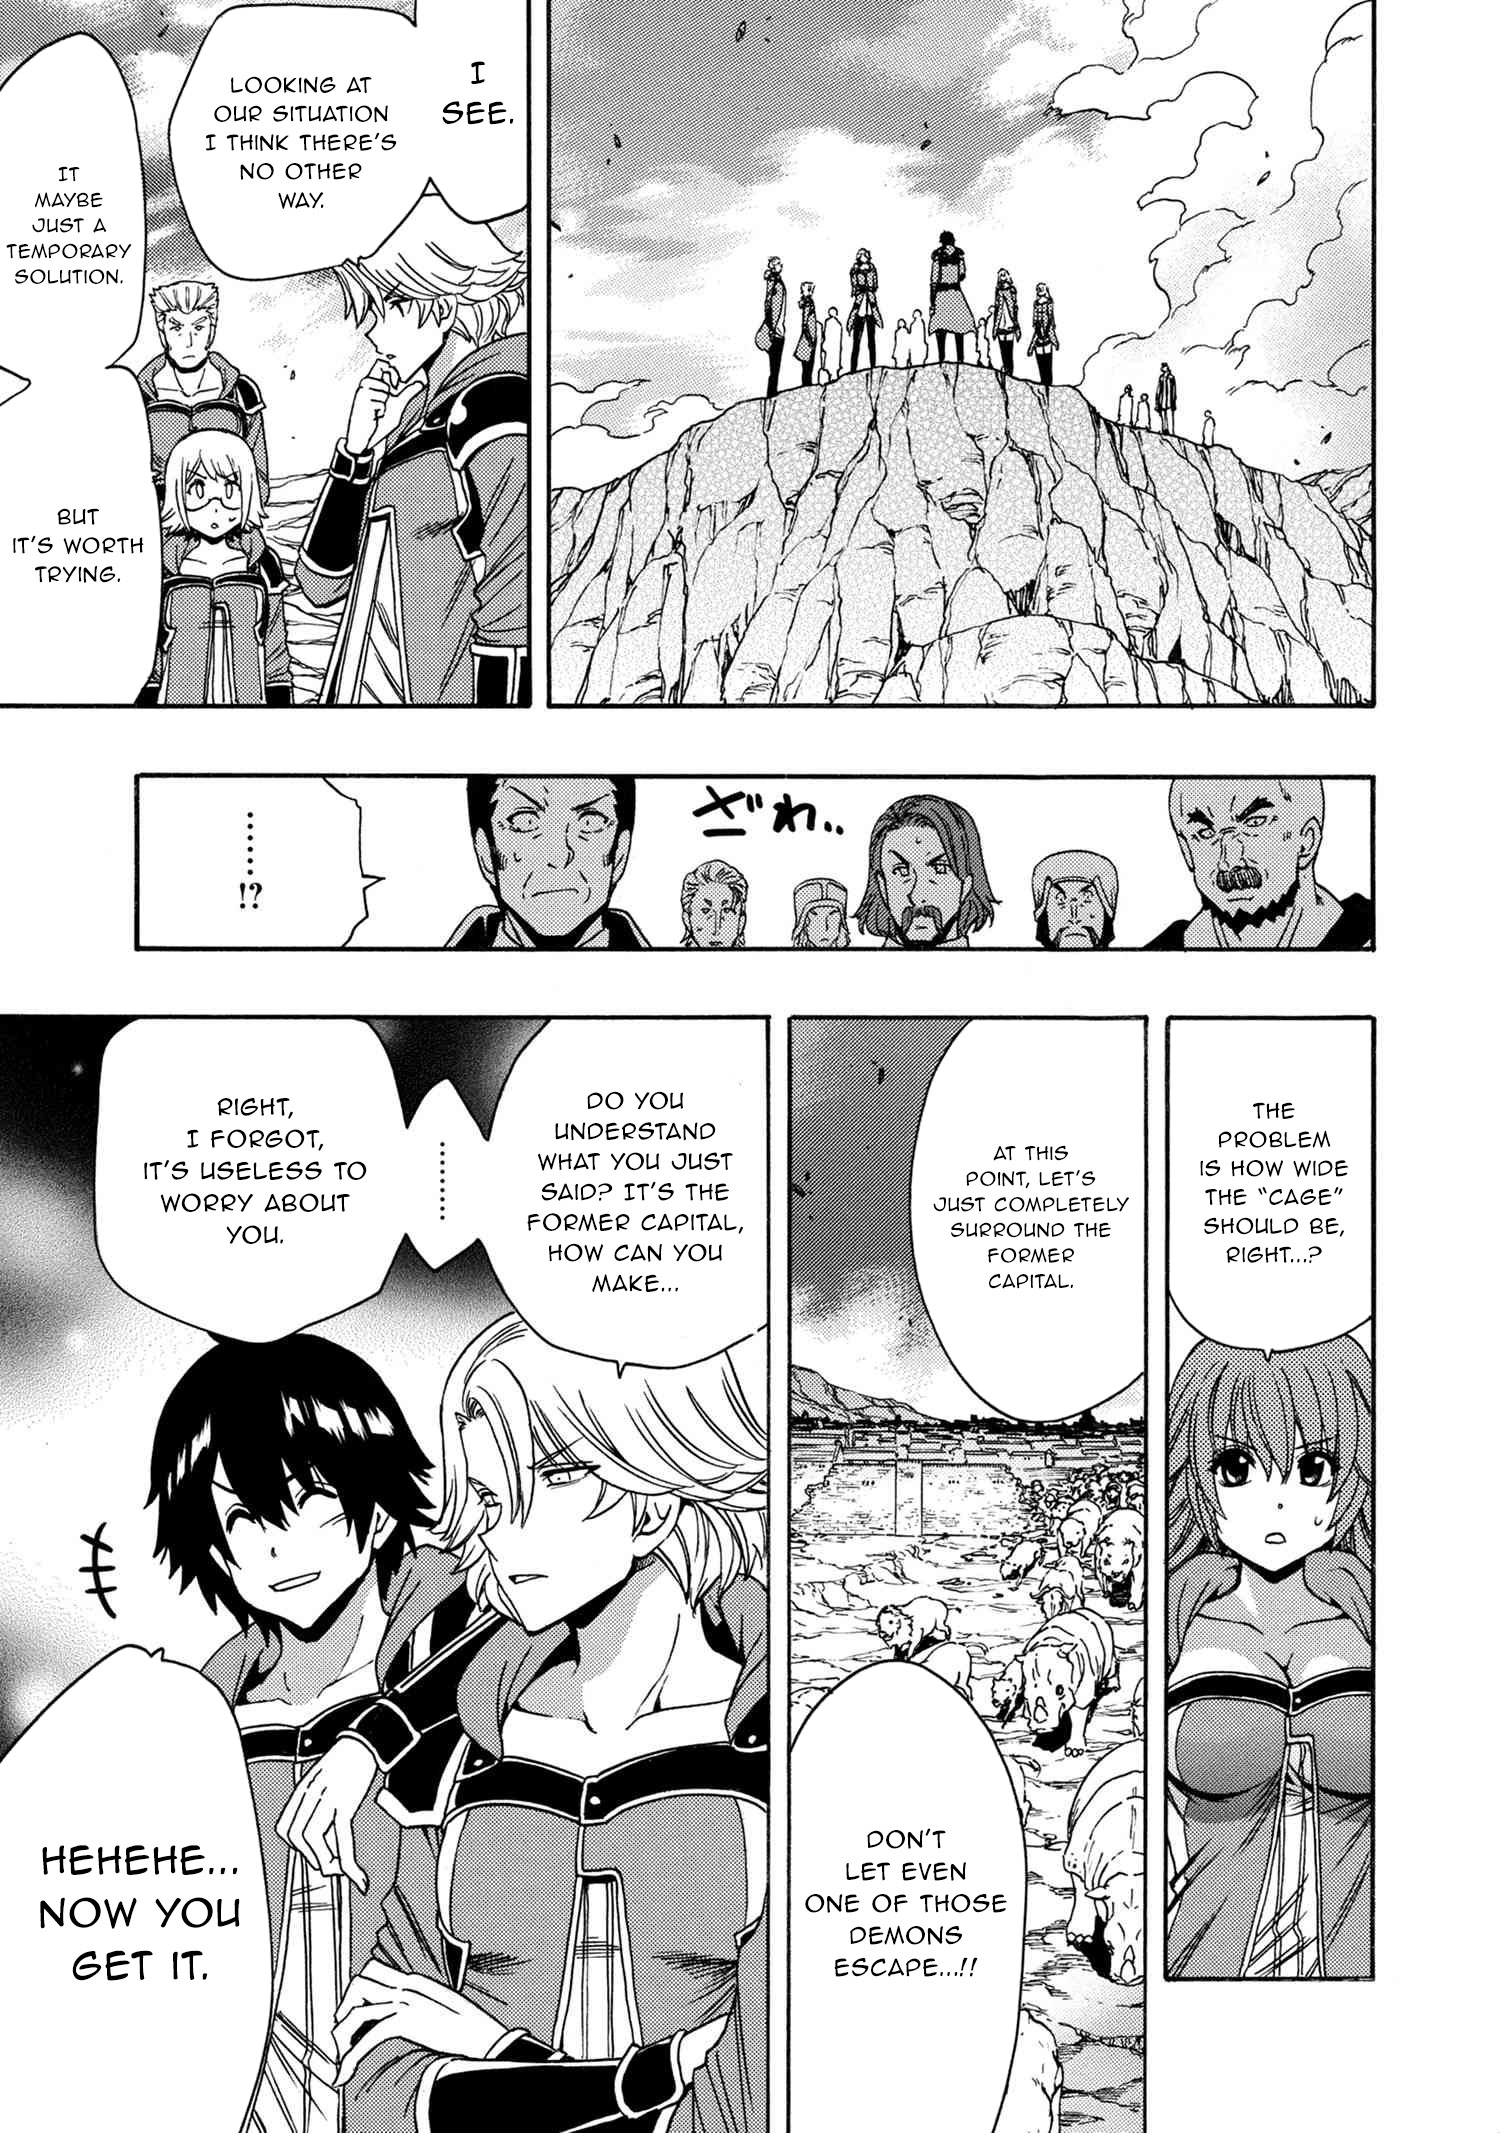 I
SEE.
LOOKING AT
OUR SITUATION
I THINK THERE'S
NO OTHER
WAY.
IT
MAYBE
JUST A
TEMPORARY
SOLUTION.
BUT
IT'S WORTH
TRYING.
ざわ..
........!?
THE
PROBLEM
IS HOW WIDE
THE "CAGE"
SHOULD BE,
RIGHT...?
AT THIS
POINT, LET'S
JUST COMPLETELY
SURROUND THE
FORMER
CAPITAL.
DON'T
LET EVEN
ONE OF THOSE
DEMONS
ESCAPE...!!
DO YOU
UNDERSTAND
WHAT YOU JUST
SAID? IT'S THE
FORMER CAPITAL,
HOW CAN YOU
MAKE...
.........
RIGHT,
I FORGOT,
IT'S USELESS TO
WORRY ABOUT
YOU.
HEHEHE...
NOW YOU
GET IT.